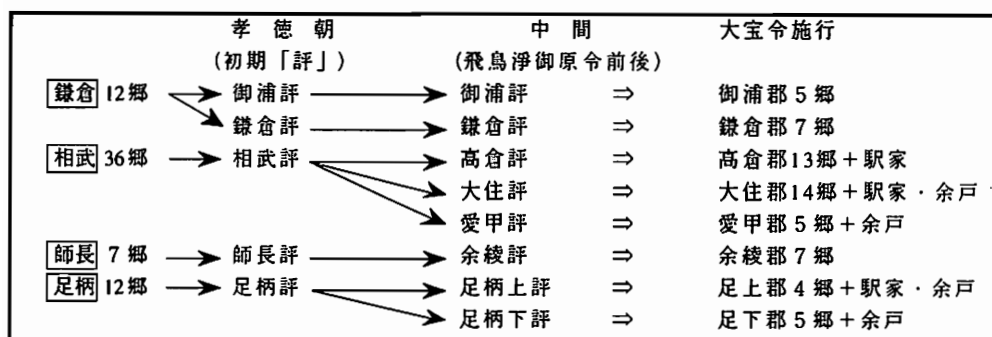 孝徳朝 中間 大宝令施行
(初期「評」) (飛鳥淨御原令前後)
鎌倉 12郷 御浦評 御浦評 ⇒ 御浦郡5郷
鎌倉評 鎌倉評 ⇒ 鎌倉郡7郷
相武 36郷 相武評 高倉評 ⇒ 高倉郡13郷+駅家
大住評 ⇒ 大住郡14郷+駅家・余戸
愛甲評 ⇒ 愛甲郡5郷+余戸
師長 7郷 師長評 余綾評 ⇒ 余綾郡7郷
足柄 12郷 足柄評 足柄上評 ⇒ 足上郡4郷+駅家・余戸
足柄下評 ⇒ 足下郡5郷+余戸